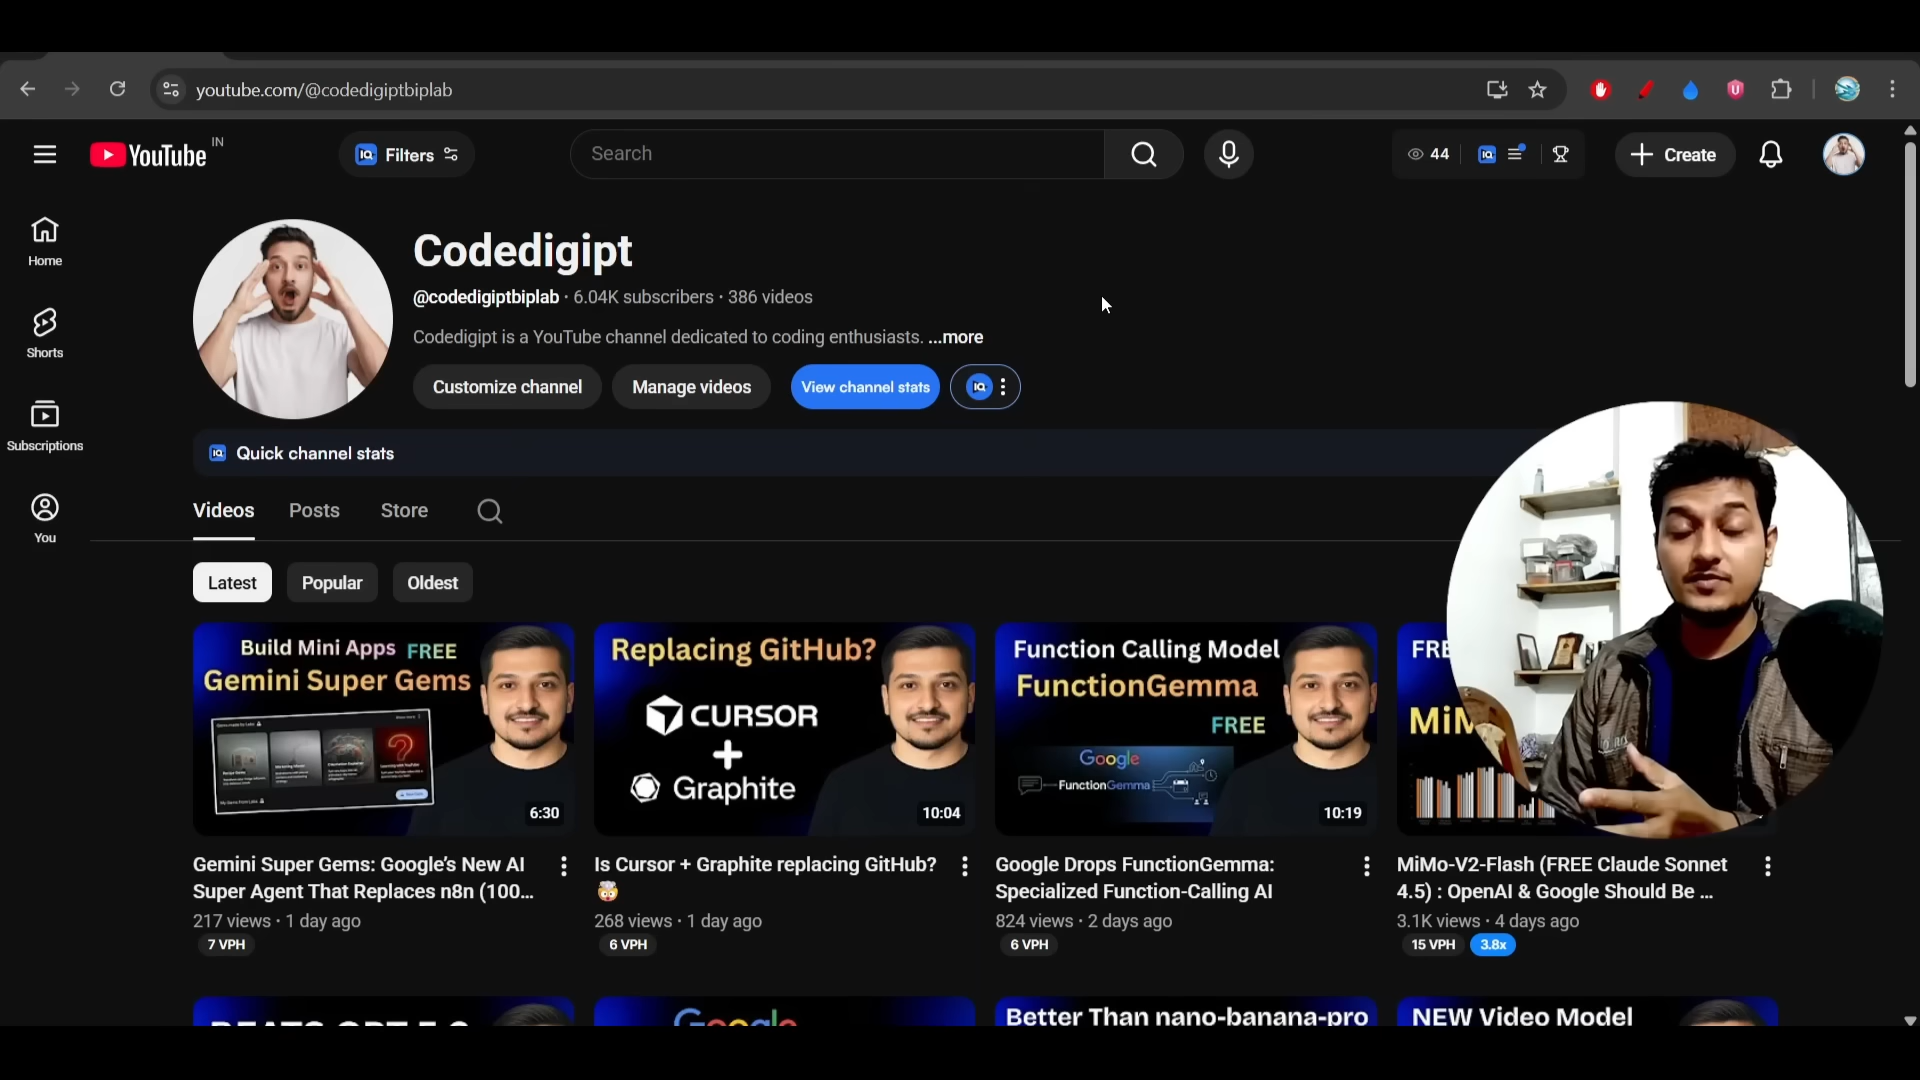 youtube.com/@codedigiptbiplab
YouTube IN
IQ Filters
Search
44
IQ
Create
Home
Shorts
Subscriptions
You
Codedigipt
@codedigiptbiplab · 6.04K subscribers · 386 videos
Codedigipt is a YouTube channel dedicated to coding enthusiasts. ...more
Customize channel
Manage videos
View channel stats
IQ
IQ Quick channel stats
Videos
Posts
Store
Latest
Popular
Oldest
Build Mini Apps FREE
Gemini Super Gems
6:30
Replacing GitHub?
CURSOR
+
Graphite
10:04
Function Calling Model
FunctionGemma
FREE
Google
FunctionGemma
10:19
Gemini Super Gems: Google's New AI
Super Agent That Replaces n8n (100...
217 views · 1 day ago
7 VPH
Is Cursor + Graphite replacing GitHub?
🤯
268 views · 1 day ago
6 VPH
Google Drops FunctionGemma:
Specialized Function-Calling AI
824 views · 2 days ago
6 VPH
MiMo-V2-Flash (FREE Claude Sonnet
4.5) : OpenAI & Google Should Be ...
3.1K views · 4 days ago
15 VPH 3.8x
Google
Better Than nano-banana-pro
NEW Video Model